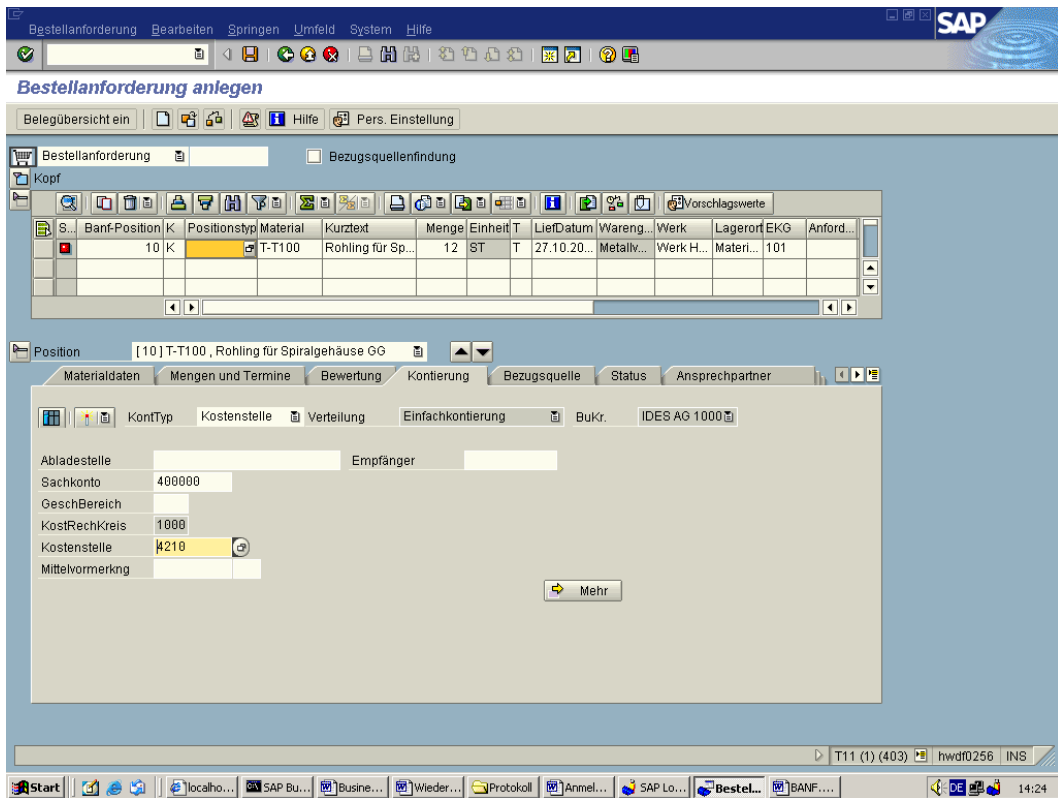 Bestellanforderung Bearbeiten Springen Umfeld System Hilfe
SAP
Bestellanforderung anlegen
Belegübersicht ein Hilfe Pers. Einstellung
Bestellanforderung Bezugsquellenfindung
Kopf
Vorschlagswerte
S... Banf-Position K Positionstyp Material Kurztext Menge Einheit T LiefDatum Wareng... Werk Lagerort EKG Anford...
10 K T-T100 Rohling für Sp... 12 ST T 27.10.20... Metallv... Werk H... Materi... 101
Position [ 10 ] T-T100 , Rohling für Spiralgehäuse GG
Materialdaten Mengen und Termine Bewertung Kontierung Bezugsquelle Status Ansprechpartner
KontTyp Kostenstelle Verteilung Einfachkontierung BuKr. IDES AG 1000
Abladestelle Empfänger
Sachkonto 400000
GeschBereich
KostRechKreis 1000
Kostenstelle 4210
Mittelvormerkng
Mehr
T11 (1) (403) hwdf0256 INS
Start localho... SAP Bu... Busine... Wieder... Protokoll Anmel... SAP Lo... Bestel... BANF.... DE 14:24